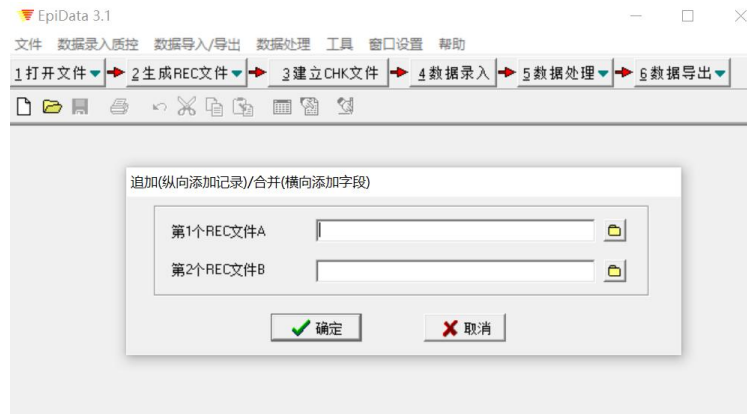 EpiData 3.1
文件 数据录入质控 数据导入/导出 数据处理 工具 窗口设置 帮助
1打开文件 2生成REC文件 3建立CHK文件 4数据录入 5数据处理 6数据导出
追加(纵向添加记录)/合并(横向添加字段)
第1个REC文件A
第2个REC文件B
确定 取消